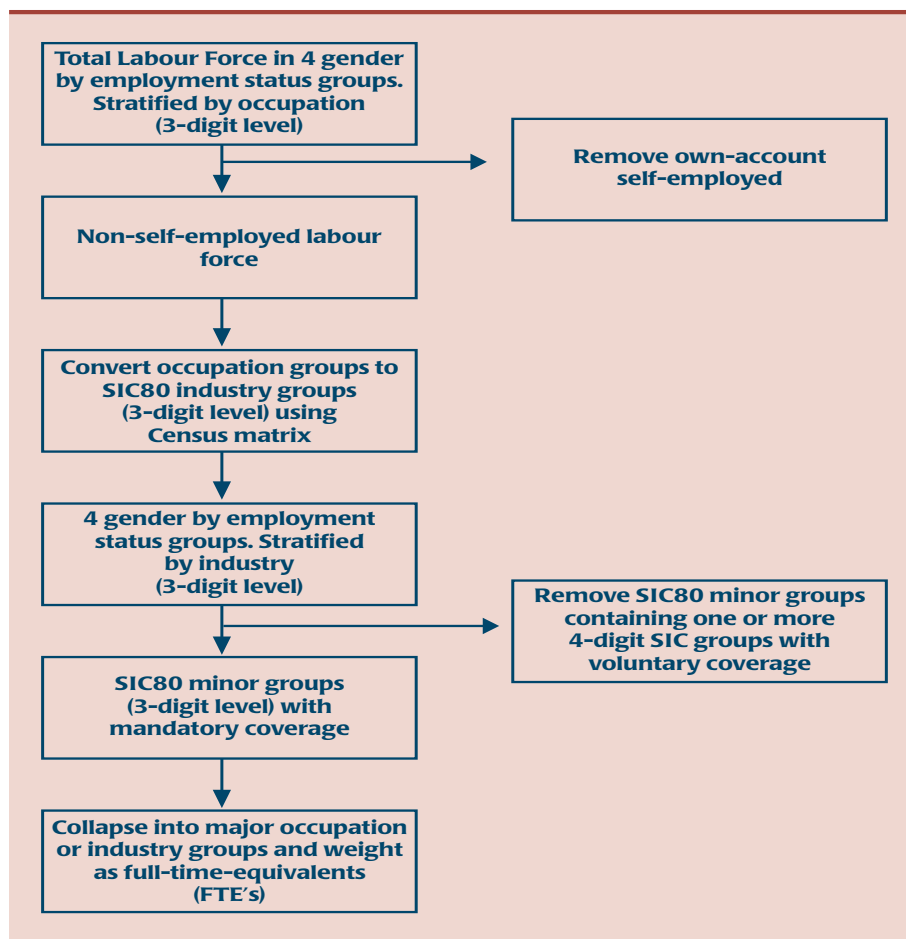 Total Labour Force in 4 gender
by employment status groups.
Stratified by occupation
(3-digit level)
Remove own-account
self-employed
Non-self-employed labour
force
Convert occupation groups to
SIC80 industry groups
(3-digit level) using
Census matrix
4 gender by employment
status groups. Stratified
by industry
(3-digit level)
Remove SIC80 minor groups
containing one or more
4-digit SIC groups with
voluntary coverage
SIC80 minor groups
(3-digit level) with
mandatory coverage
Collapse into major occupation
or industry groups and weight
as full-time-equivalents
(FTE's)